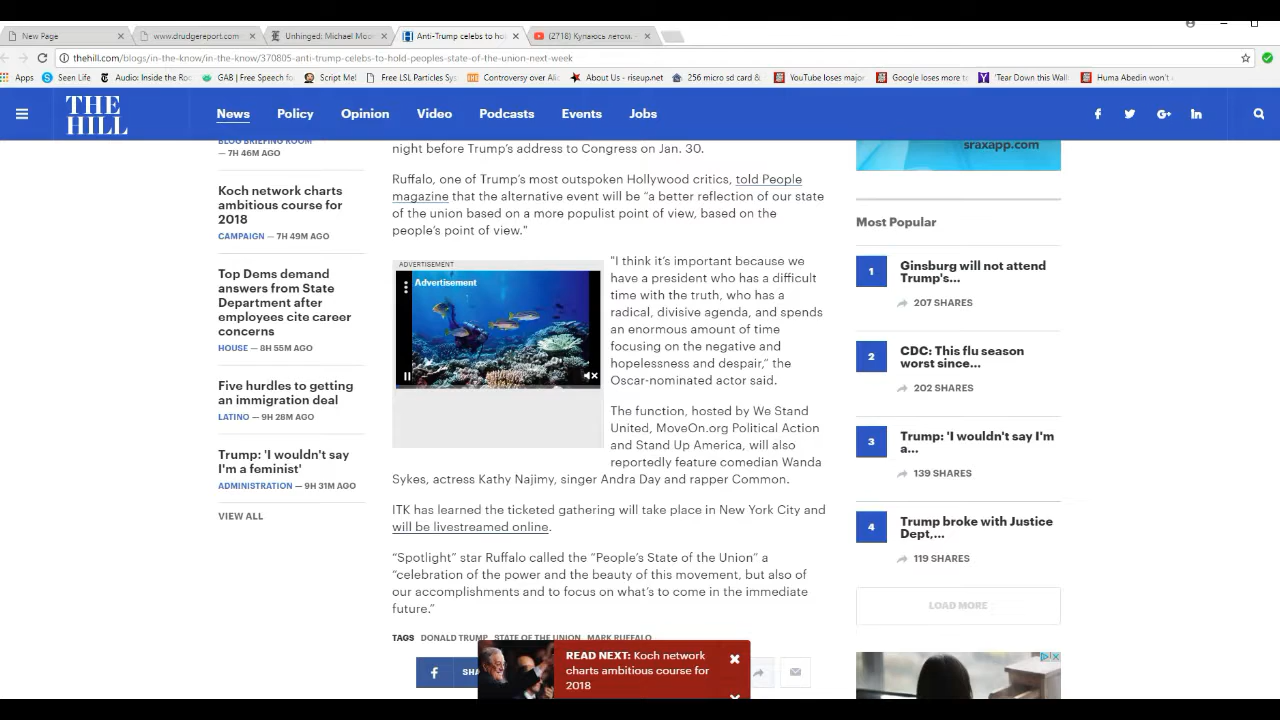 New Page
www.drudgereport.com
Unhinged: Michael Moo
Anti-Trump celebs to ho
(2718) Купаюсь летом.
thehill.com/blogs/in-the-know/in-the-know/370805-anti-trump-celebs-to-hold-peoples-state-of-the-union-next-week
Apps
Seen Life
Audio: Inside the Ro
GAB | Free Speech fo
Script Me!
Free LSL Particles Sy
Controversy over Alic
About Us - riseup.net
256 micro sd card &
YouTube loses major
Google loses more t
'Tear Down this Wall
Huma Abedin won't
THE HILL
News
Policy
Opinion
Video
Podcasts
Events
Jobs
BLOG BRIEFING ROOM
— 7H 46M AGO
Koch network charts
ambitious course for
2018
CAMPAIGN — 7H 49M AGO
Top Dems demand
answers from State
Department after
employees cite career
concerns
HOUSE — 8H 55M AGO
Five hurdles to getting
an immigration deal
LATINO — 9H 28M AGO
Trump: 'I wouldn't say
I'm a feminist'
ADMINISTRATION — 9H 31M AGO
VIEW ALL
night before Trump's address to Congress on Jan. 30.
Ruffalo, one of Trump's most outspoken Hollywood critics, told People
magazine that the alternative event will be "a better reflection of our state
of the union based on a more populist point of view, based on the
people's point of view."
ADVERTISEMENT
Advertisement
"I think it's important because we
have a president who has a difficult
time with the truth, who has a
radical, divisive agenda, and spends
an enormous amount of time
focusing on the negative and
hopelessness and despair," the
Oscar-nominated actor said.
The function, hosted by We Stand
United, MoveOn.org Political Action
and Stand Up America, will also
reportedly feature comedian Wanda
Sykes, actress Kathy Najimy, singer Andra Day and rapper Common.
ITK has learned the ticketed gathering will take place in New York City and
will be livestreamed online.
“Spotlight” star Ruffalo called the “People’s State of the Union” a
“celebration of the power and the beauty of this movement, but also of
our accomplishments and to focus on what’s to come in the immediate
future.”
TAGS DONALD TRUMP STATE OF THE UNION MARK RUFFALO
SHA
READ NEXT: Koch network
charts ambitious course for
2018
sraxapp.com
Most Popular
1
Ginsburg will not attend
Trump's...
207 SHARES
2
CDC: This flu season
worst since...
202 SHARES
3
Trump: 'I wouldn't say I'm
a...
139 SHARES
4
Trump broke with Justice
Dept,...
119 SHARES
LOAD MORE